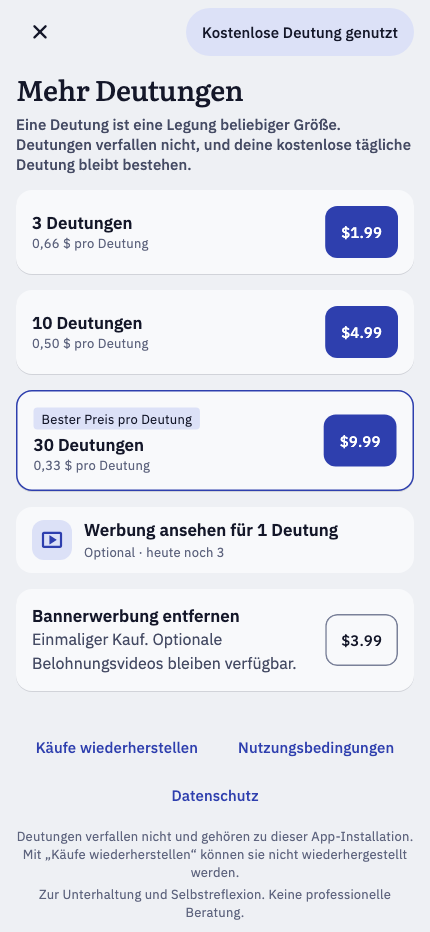 Kostenlose Deutung genutzt
Mehr Deutungen
Eine Deutung ist eine Legung beliebiger Größe.
Deutungen verfallen nicht, und deine kostenlose tägliche
Deutung bleibt bestehen.
3 Deutungen
0,66 $ pro Deutung
$1.99
10 Deutungen
0,50 $ pro Deutung
$4.99
Bester Preis pro Deutung
30 Deutungen
0,33 $ pro Deutung
$9.99
Werbung ansehen für 1 Deutung
Optional · heute noch 3
Bannerwerbung entfernen
Einmaliger Kauf. Optionale
Belohnungsvideos bleiben verfügbar.
$3.99
Käufe wiederherstellen
Nutzungsbedingungen
Datenschutz
Deutungen verfallen nicht und gehören zu dieser App-Installation.
Mit „Käufe wiederherstellen“ können sie nicht wiederhergestellt
werden.
Zur Unterhaltung und Selbstreflexion. Keine professionelle
Beratung.